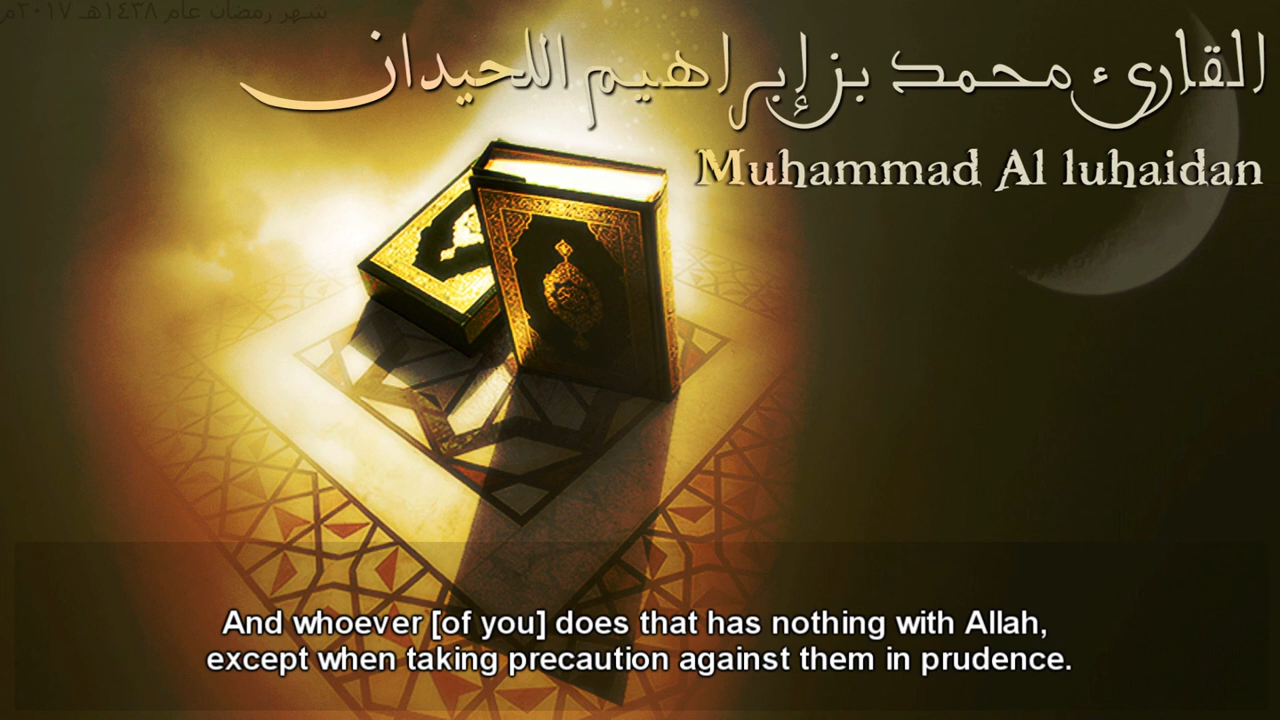 شهر رمضان عام ١٤٣٨هـ ٢٠١٧م
القارئ محمد بن إبراهيم اللحيدان
Muhammad Al luhaidan
And whoever [of you] does that has nothing with Allah,
except when taking precaution against them in prudence.